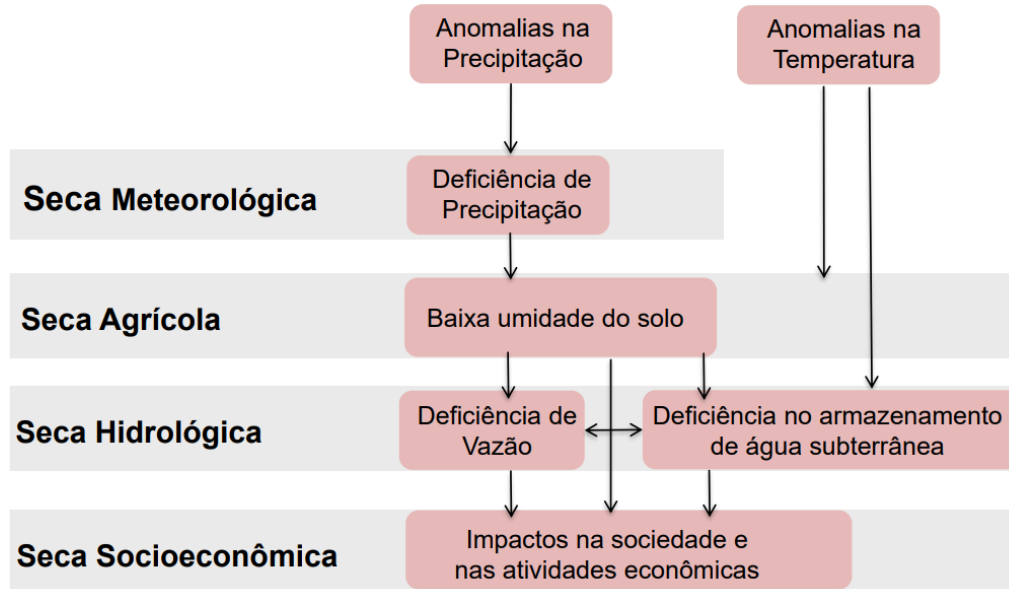 Anomalias na
Precipitação
Anomalias na
Temperatura
Seca Meteorológica
Deficiência de
Precipitação
Seca Agrícola
Baixa umidade do solo
Seca Hidrológica
Deficiência de
Vazão
Deficiência no armazenamento
de água subterrânea
Seca Socioeconômica
Impactos na sociedade e
nas atividades econômicas